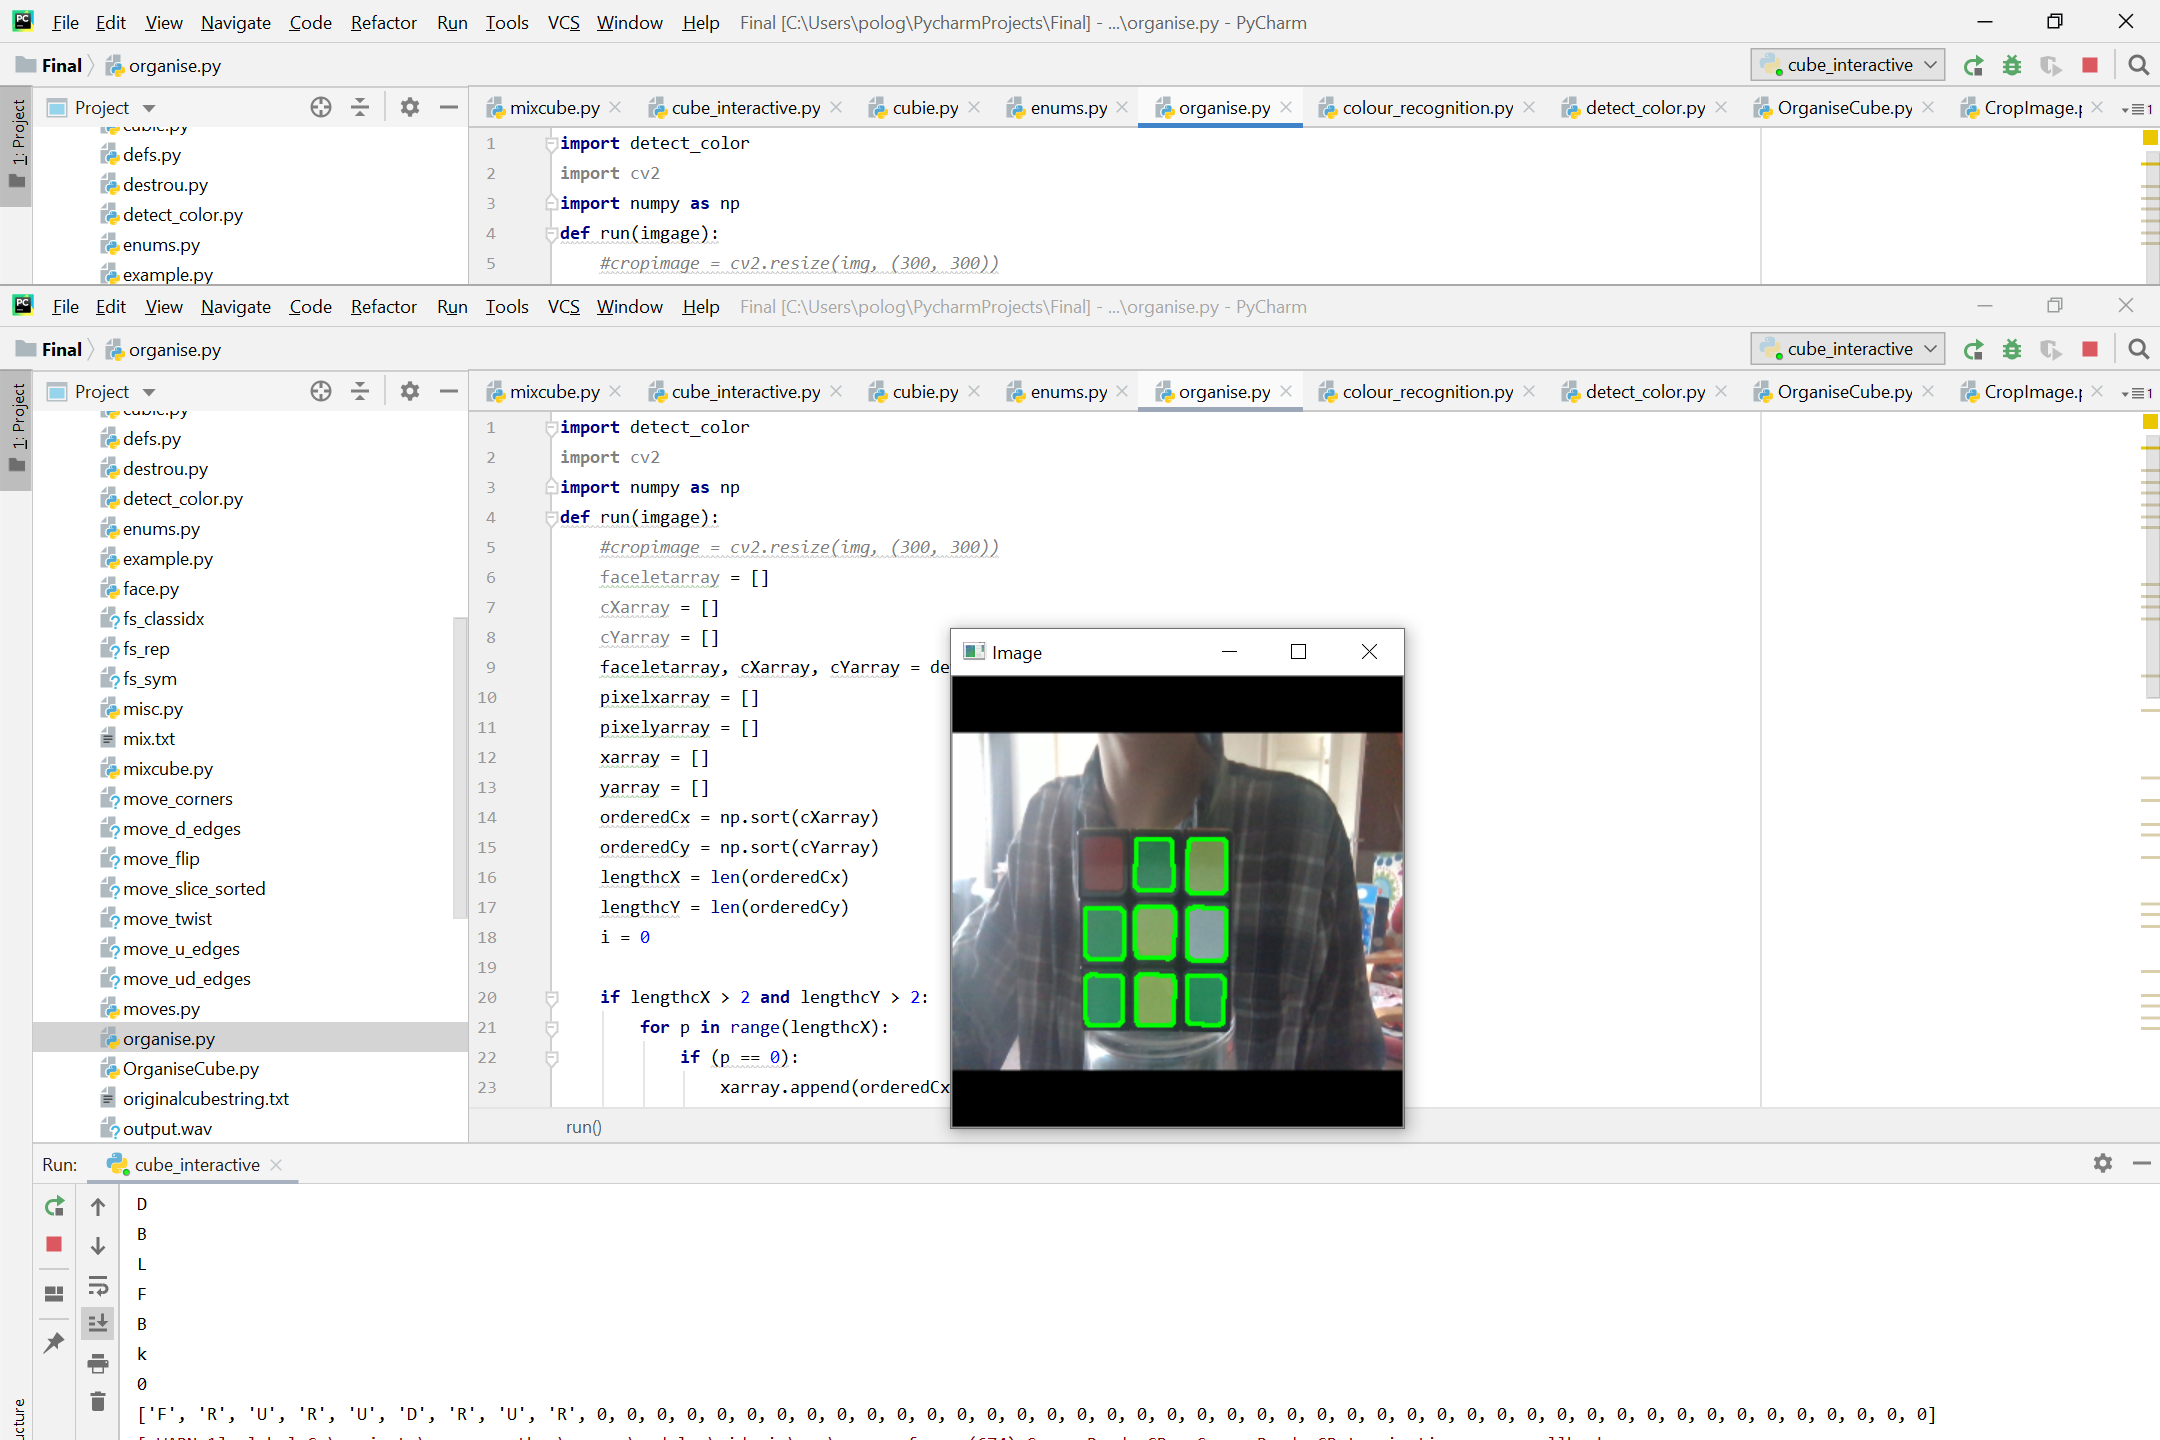 File Edit View Navigate Code Refactor Run Tools VCS Window Help Final [C:\Users\polog\PycharmProjects\Final] - ...\organise.py - PyCharm
Final organise.py cube_interactive
1: Project
Project mixcube.py cube_interactive.py cubie.py enums.py organise.py colour_recognition.py detect_color.py OrganiseCube.py CropImage.p 1
cubie.py
defs.py
destrou.py
detect_color.py
enums.py
example.py
1 import detect_color
2 import cv2
3 import numpy as np
4 def run(imgage):
5 #cropimage = cv2.resize(img, (300, 300))
File Edit View Navigate Code Refactor Run Tools VCS Window Help Final [C:\Users\polog\PycharmProjects\Final] - ...\organise.py - PyCharm
Final organise.py cube_interactive
1: Project
Project mixcube.py cube_interactive.py cubie.py enums.py organise.py colour_recognition.py detect_color.py OrganiseCube.py CropImage.p 1
cubie.py
defs.py
destrou.py
detect_color.py
enums.py
example.py
face.py
fs_classidx
fs_rep
fs_sym
misc.py
mix.txt
mixcube.py
move_corners
move_d_edges
move_flip
move_slice_sorted
move_twist
move_u_edges
move_ud_edges
moves.py
organise.py
OrganiseCube.py
originalcubestring.txt
output.wav
1 import detect_color
2 import cv2
3 import numpy as np
4 def run(imgage):
5 #cropimage = cv2.resize(img, (300, 300))
6 faceletarray = []
7 cXarray = []
8 cYarray = []
9 faceletarray, cXarray, cYarray = de
10 pixelxarray = []
11 pixelyarray = []
12 xarray = []
13 yarray = []
14 orderedCx = np.sort(cXarray)
15 orderedCy = np.sort(cYarray)
16 lengthcX = len(orderedCx)
17 lengthcY = len(orderedCy)
18 i = 0
19
20 if lengthcX > 2 and lengthcY > 2:
21 for p in range(lengthcX):
22 if (p == 0):
23 xarray.append(orderedCx
run()
Image
Run: cube_interactive
D
B
L
F
B
k
0
['F', 'R', 'U', 'R', 'U', 'D', 'R', 'U', 'R', 0, 0, 0, 0, 0, 0, 0, 0, 0, 0, 0, 0, 0, 0, 0, 0, 0, 0, 0, 0, 0, 0, 0, 0, 0, 0, 0, 0, 0, 0, 0, 0, 0, 0, 0, 0, 0, 0, 0, 0, 0, 0, 0, 0]